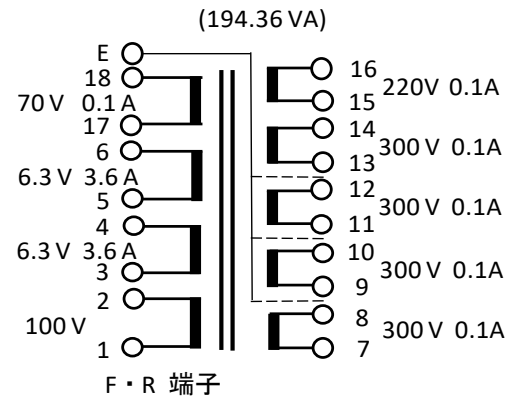 (194.36 VA)
E
18
70 V 0.1 A
17
6
6.3 V 3.6 A
5
4
6.3 V 3.6 A
3
2
100 V
1
F・R 端子
16
220V 0.1A
15
14
300 V 0.1A
13
12
300 V 0.1A
11
10
300 V 0.1A
9
8
300 V 0.1A
7